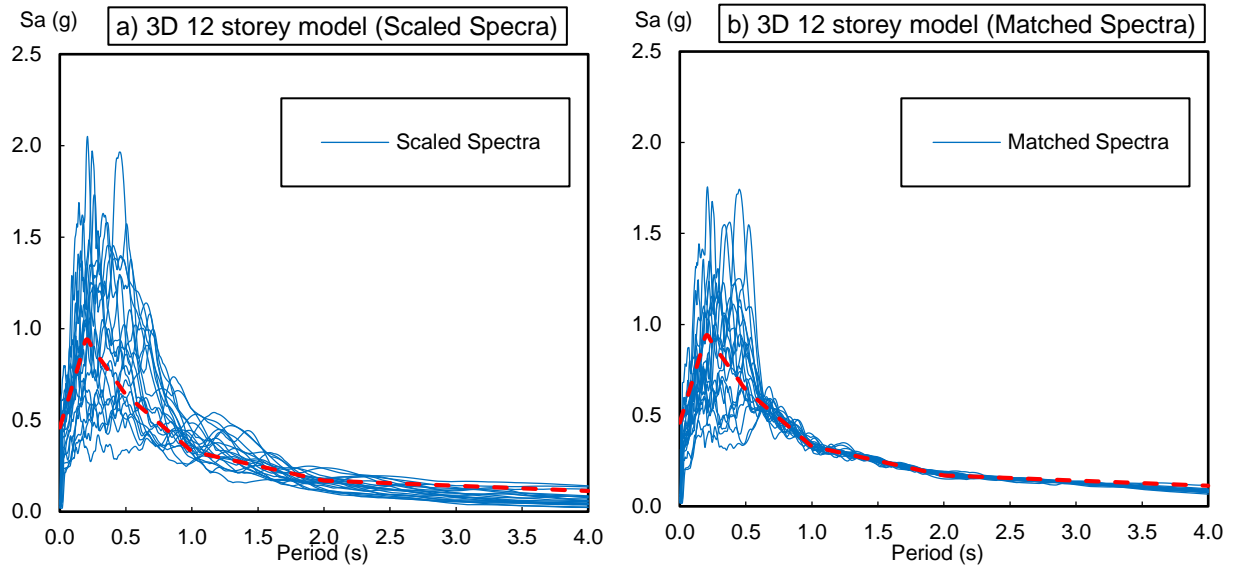 Sa (g)
a) 3D 12 storey model (Scaled Specra)
2.5
2.0
1.5
1.0
0.5
0.0
Scaled Spectra
0.0 0.5 1.0 1.5 2.0 2.5 3.0 3.5 4.0
Period (s)
Sa (g)
b) 3D 12 storey model (Matched Spectra)
2.5
2.0
1.5
1.0
0.5
0.0
Matched Spectra
0.0 0.5 1.0 1.5 2.0 2.5 3.0 3.5 4.0
Period (s)